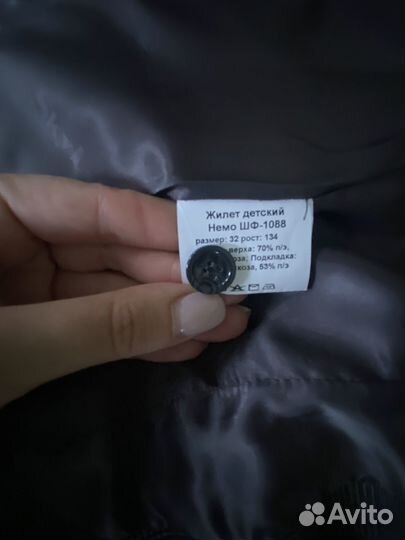 Жилет детский
Немо ШФ-1088
размер: 32 рост: 134
верха: 70% п/э,
Подкладка:
53% п/э
Avito